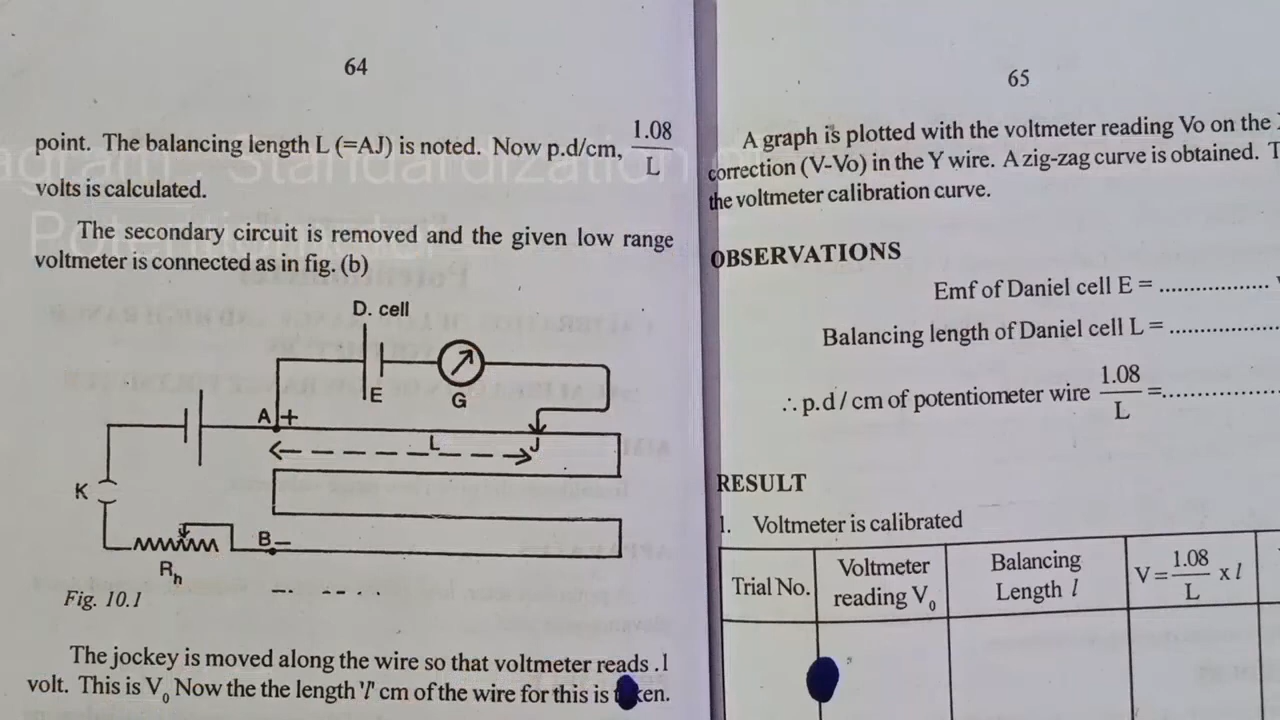 64
point. The balancing length L (=AJ) is noted. Now p.d/cm, 1.08/L
volts is calculated.
The secondary circuit is removed and the given low range
voltmeter is connected as in fig. (b)
D. cell
E
G
A +
L
J
K
B –
Rh
Fig. 10.1
The jockey is moved along the wire so that voltmeter reads .1
volt. This is V₀ Now the the length 'l' cm of the wire for this is
65
A graph is plotted with the voltmeter reading Vo on the
correction (V-Vo) in the Y wire. A zig-zag curve is obtained.
the voltmeter calibration curve.
OBSERVATIONS
Emf of Daniel cell E = .................
Balancing length of Daniel cell L = .................
∴ p.d / cm of potentiometer wire 1.08/L =.................
RESULT
1. Voltmeter is calibrated
Trial No.
Voltmeter
reading V₀
Balancing
Length l
V = 1.08/L x l
agram : Standardization
Potentiometer